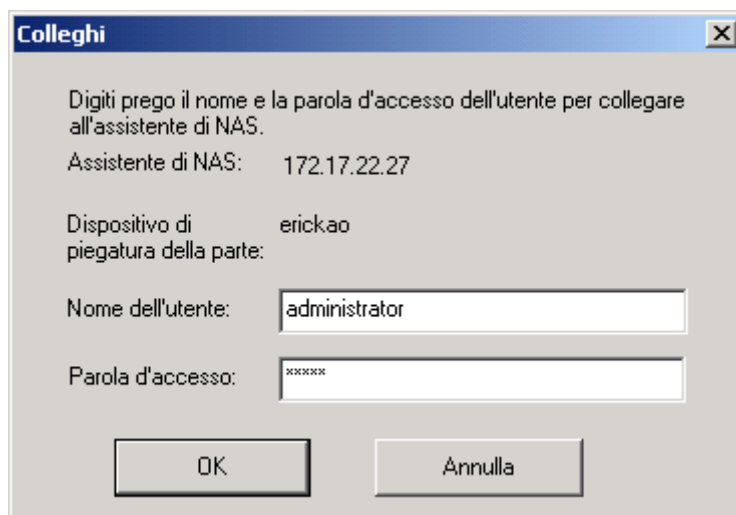 Colleghi
Digiti prego il nome e la parola d'accesso dell'utente per collegare
all'assistente di NAS.
Assistente di NAS: 172.17.22.27
Dispositivo di erickao
piegatura della parte:
Nome dell'utente: administrator
Parola d'accesso: *****
OK Annulla